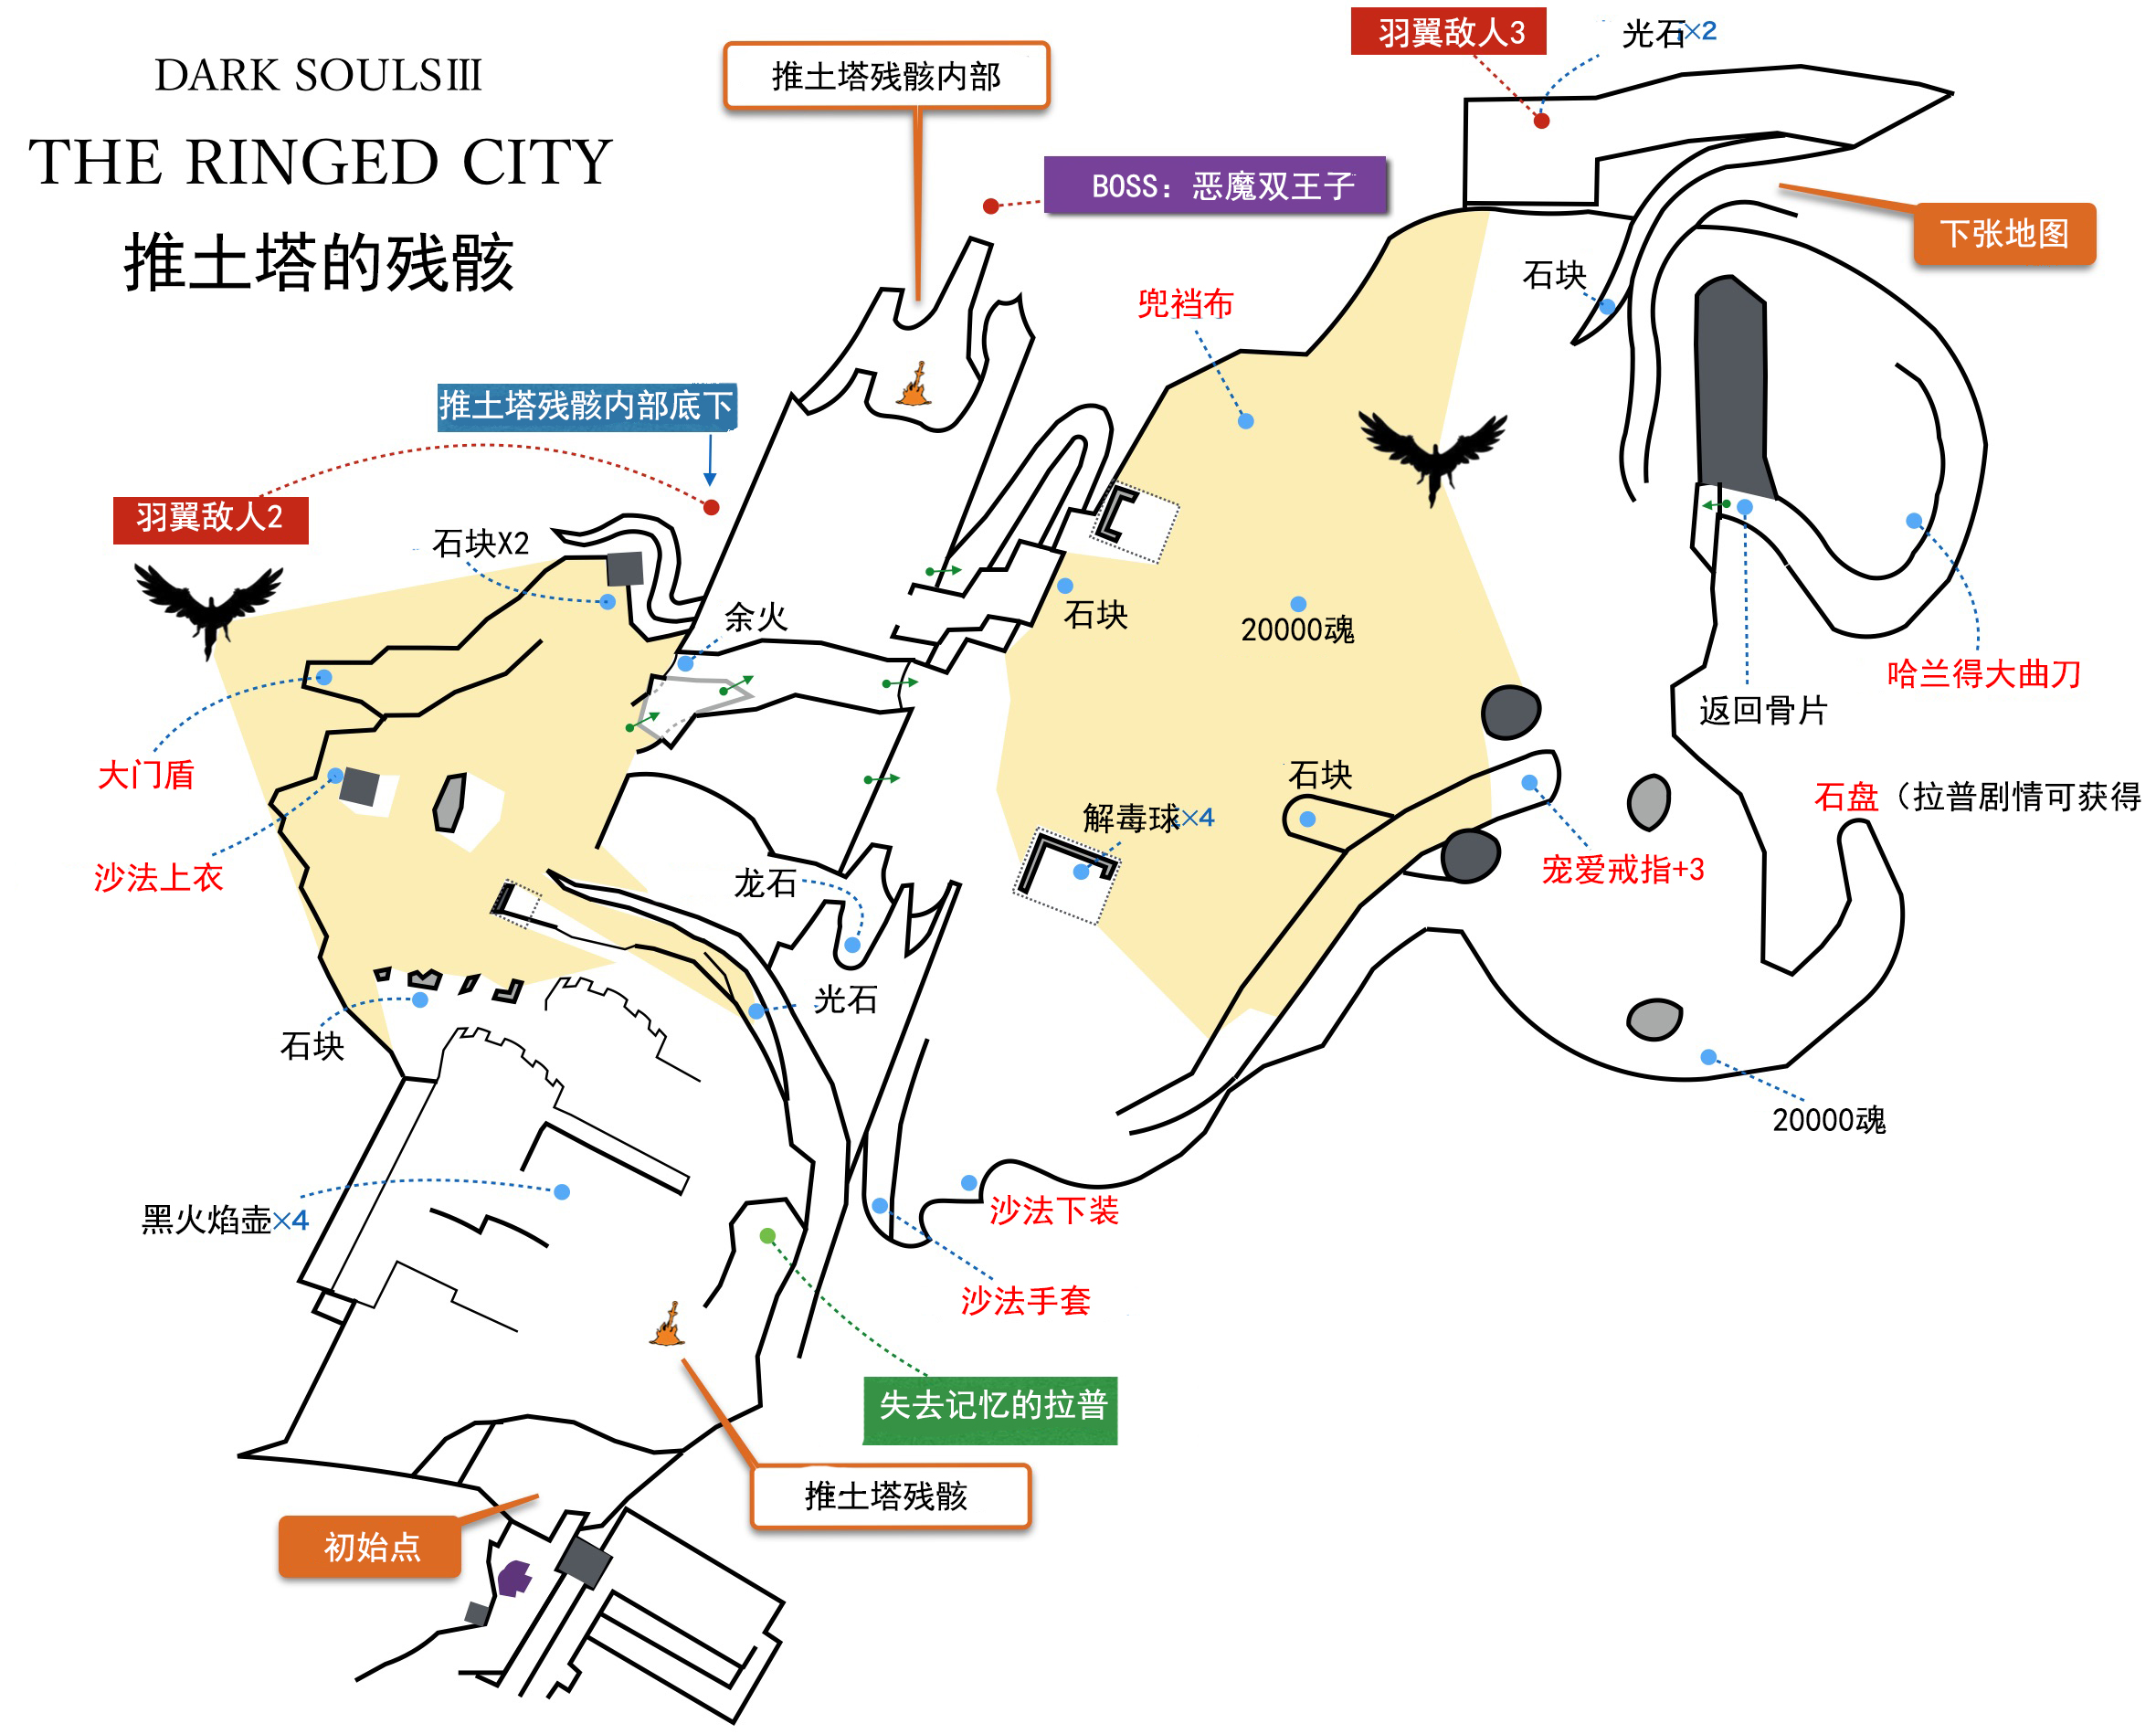 DARK SOULS III
THE RINGED CITY
推土塔的残骸
推土塔残骸内部
羽翼敌人3
光石×2
BOSS：恶魔双王子
下张地图
石块
兜裆布
推土塔残骸内部底下
羽翼敌人2
石块X2
余火
石块
20000魂
哈兰得大曲刀
返回骨片
大门盾
石块
石盘（拉普剧情可获得
解毒球×4
沙法上衣
龙石
宠爱戒指+3
光石
石块
20000魂
黑火焰壶×4
沙法下装
沙法手套
失去记忆的拉普
推土塔残骸
初始点